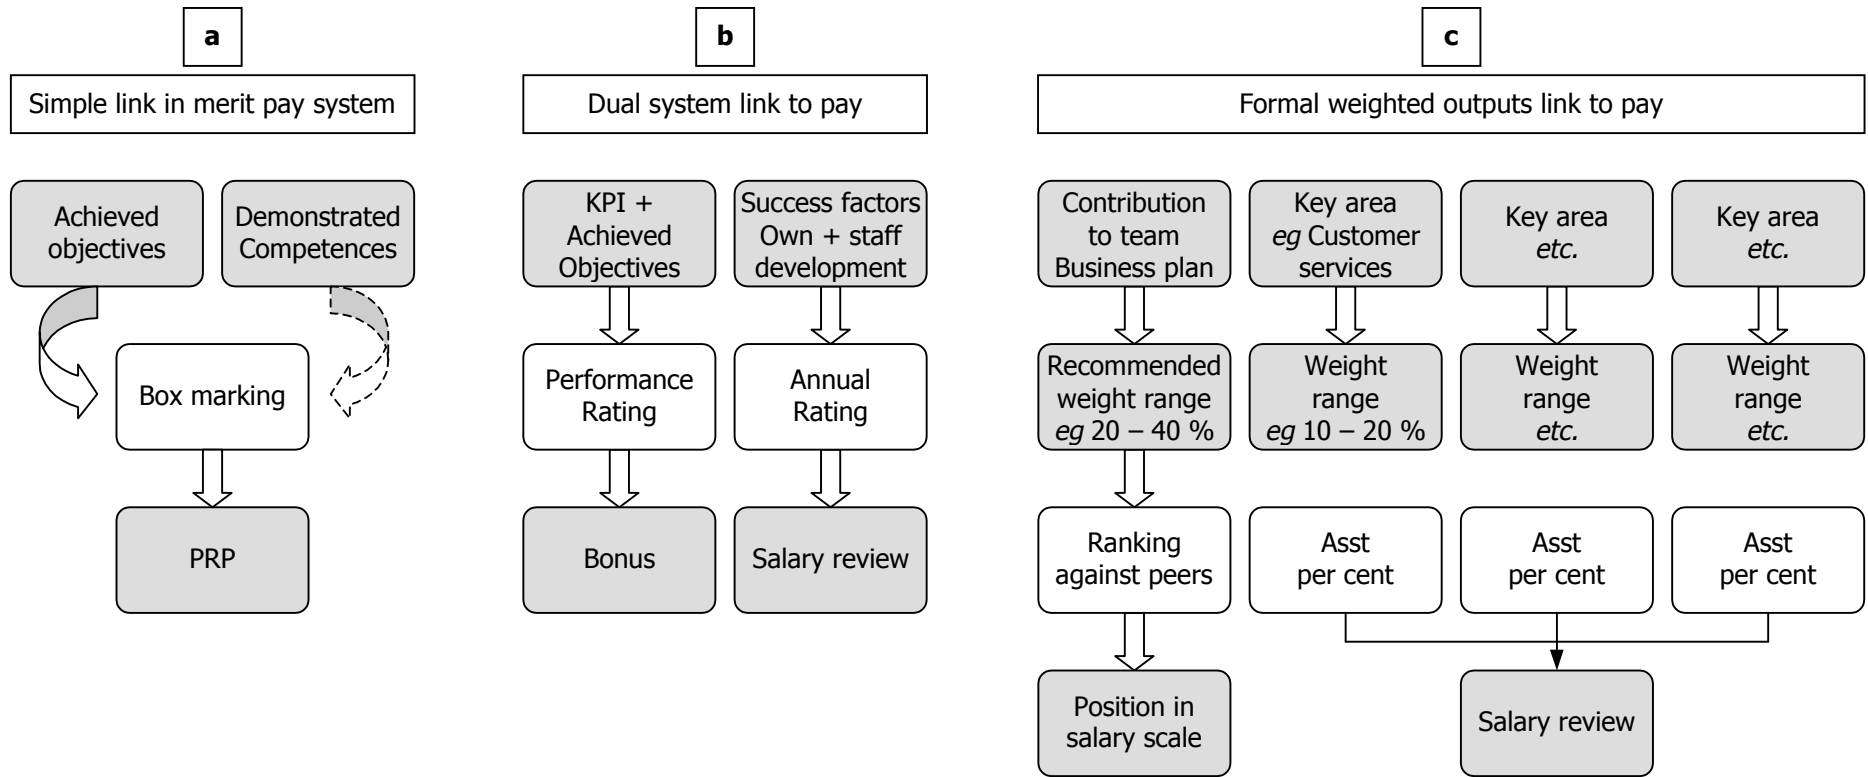 a
Simple link in merit pay system
Achieved
objectives
Demonstrated
Competences
Box marking
PRP
b
Dual system link to pay
KPI +
Achieved
Objectives
Success factors
Own + staff
development
Performance
Rating
Annual
Rating
Bonus
Salary review
c
Formal weighted outputs link to pay
Contribution
to team
Business plan
Key area
eg Customer
services
Key area
etc.
Key area
etc.
Recommended
weight range
eg 20 – 40 %
Weight
range
eg 10 – 20 %
Weight
range
etc.
Weight
range
etc.
Ranking
against peers
Asst
per cent
Asst
per cent
Asst
per cent
Position in
salary scale
Salary review